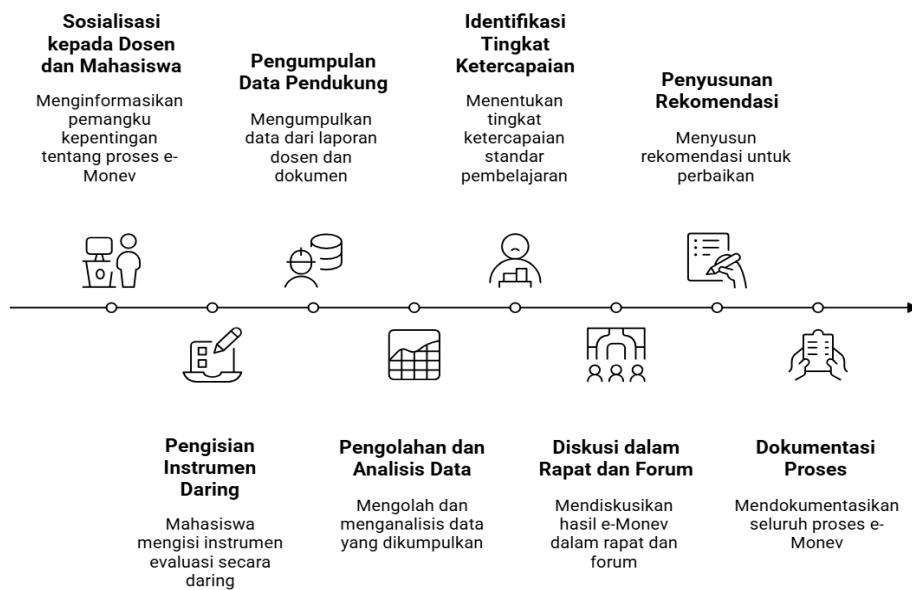 Sosialisasi
kepada Dosen
dan Mahasiswa
Menginformasikan
pemangku
kepentingan
tentang proses e-
Monev
Pengisian
Instrumen
Daring
Mahasiswa
mengisi instrumen
evaluasi secara
daring
Pengumpulan
Data Pendukung
Mengumpulkan
data dari laporan
dosen dan
dokumen
Pengolahan dan
Analisis Data
Mengolah dan
menganalisis data
yang dikumpulkan
Identifikasi
Tingkat
Ketercapaian
Menentukan
tingkat
ketercapaian
standar
pembelajaran
Diskusi dalam
Rapat dan Forum
Mendiskusikan
hasil e-Monev
dalam rapat dan
forum
Penyusunan
Rekomendasi
Menyusun
rekomendasi untuk
perbaikan
Dokumentasi
Proses
Mendokumentasikan
seluruh proses e-
Monev